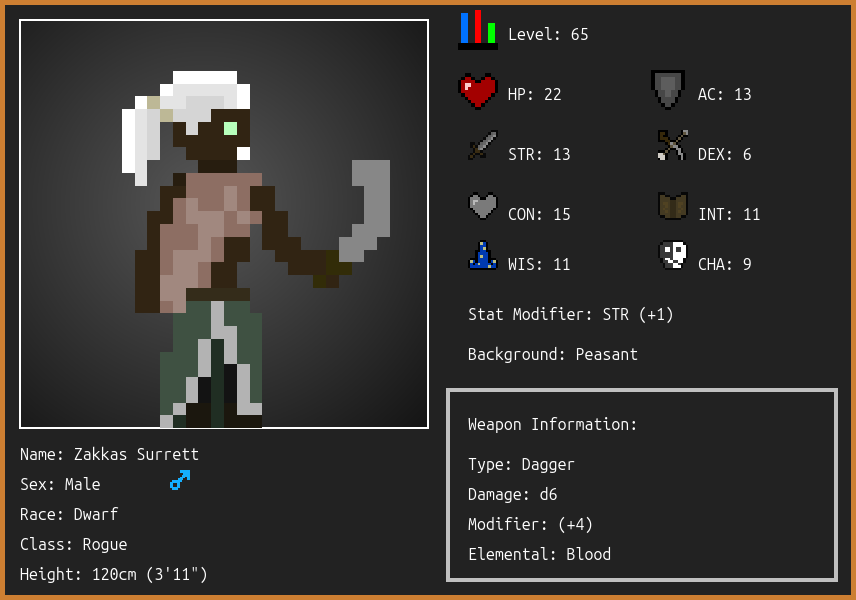 Level: 65
HP: 22
AC: 13
STR: 13
DEX: 6
CON: 15
INT: 11
WIS: 11
CHA: 9
Stat Modifier: STR (+1)
Background: Peasant
Weapon Information:
Type: Dagger
Damage: d6
Modifier: (+4)
Elemental: Blood
Name: Zakkas Surrett
Sex: Male
Race: Dwarf
Class: Rogue
Height: 120cm (3'11")